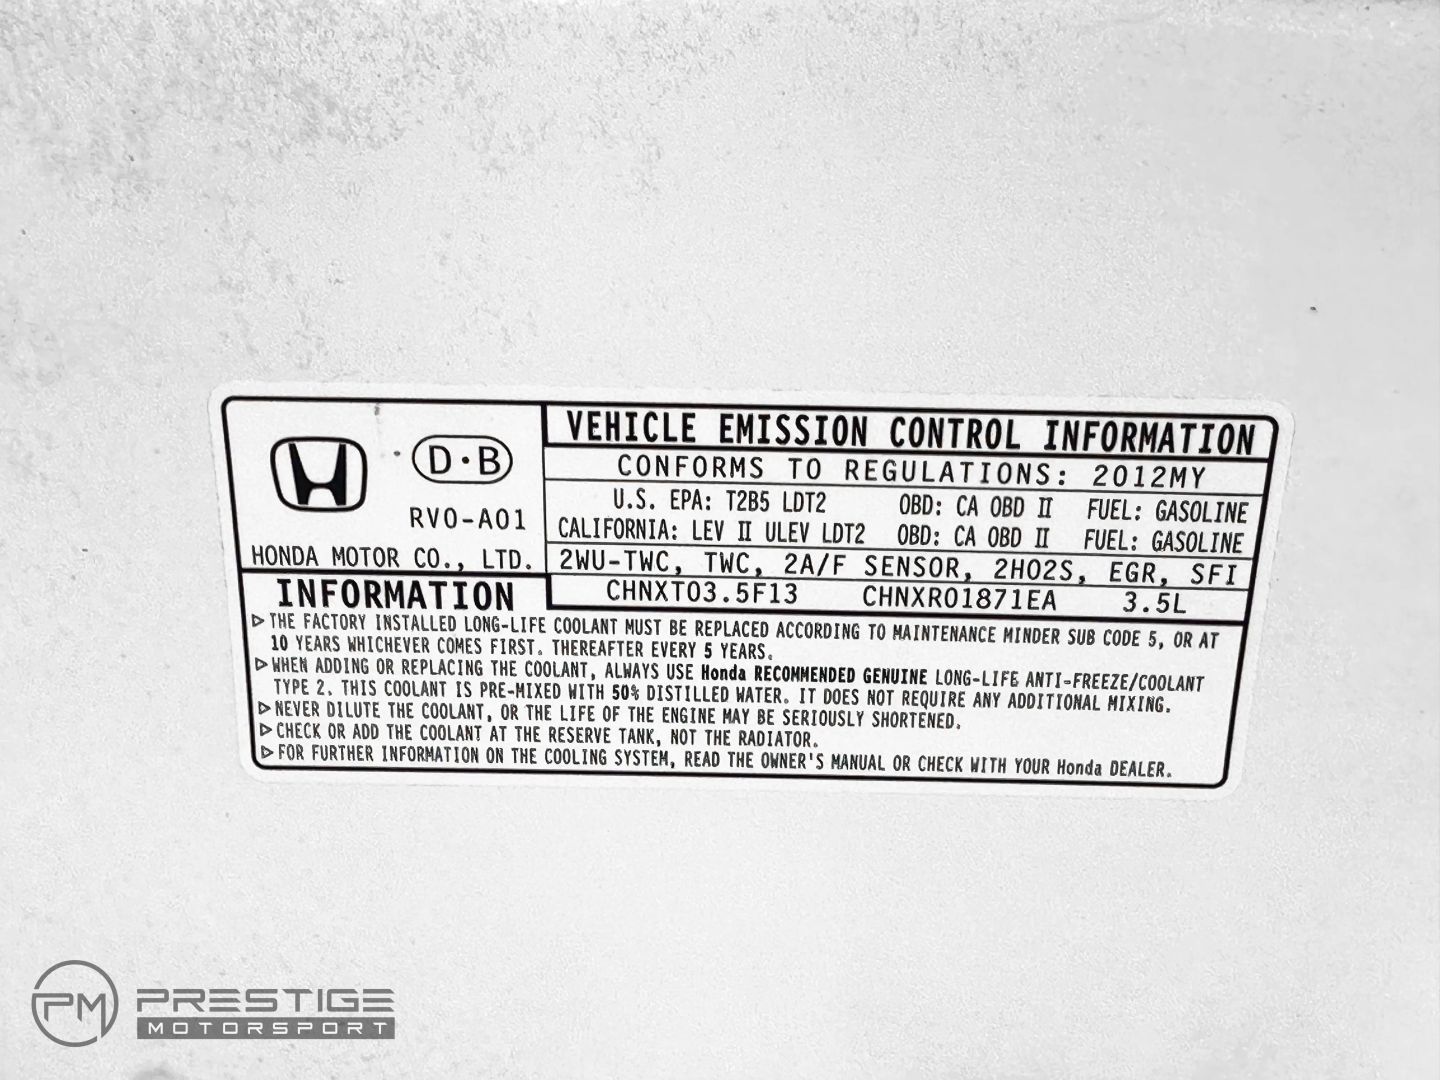 D·B
RV0-A01
HONDA MOTOR CO., LTD.
VEHICLE EMISSION CONTROL INFORMATION
CONFORMS TO REGULATIONS: 2012MY
U.S. EPA: T2B5 LDT2 OBD: CA OBD II FUEL: GASOLINE
CALIFORNIA: LEV II ULEV LDT2 OBD: CA OBD II FUEL: GASOLINE
2WU-TWC, TWC, 2A/F SENSOR, 2HO2S, EGR, SFI
CHNXT03.5F13 CHNXR01871EA 3.5L
INFORMATION
▷THE FACTORY INSTALLED LONG-LIFE COOLANT MUST BE REPLACED ACCORDING TO MAINTENANCE MINDER SUB CODE 5, OR AT
10 YEARS WHICHEVER COMES FIRST. THEREAFTER EVERY 5 YEARS.
▷WHEN ADDING OR REPLACING THE COOLANT, ALWAYS USE Honda RECOMMENDED GENUINE LONG-LIFE ANTI-FREEZE/COOLANT
TYPE 2. THIS COOLANT IS PRE-MIXED WITH 50% DISTILLED WATER. IT DOES NOT REQUIRE ANY ADDITIONAL MIXING.
▷NEVER DILUTE THE COOLANT, OR THE LIFE OF THE ENGINE MAY BE SERIOUSLY SHORTENED.
▷CHECK OR ADD THE COOLANT AT THE RESERVE TANK, NOT THE RADIATOR.
▷FOR FURTHER INFORMATION ON THE COOLING SYSTEM, READ THE OWNER'S MANUAL OR CHECK WITH YOUR Honda DEALER.
PM PRESTIGE
MOTORSPORT